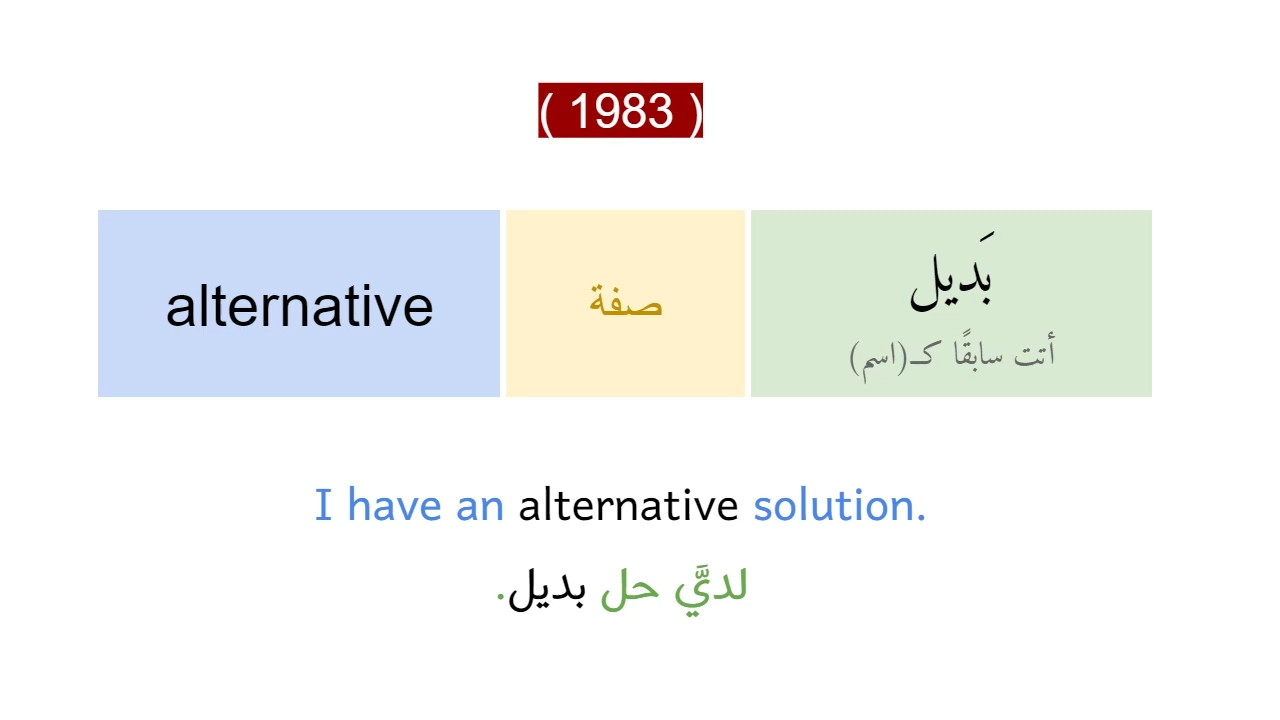 ( 1983 )
alternative
صفة
بَديل
أتت سابقًا كـ(اسم)
I have an alternative solution.
لديَّ حل بديل.